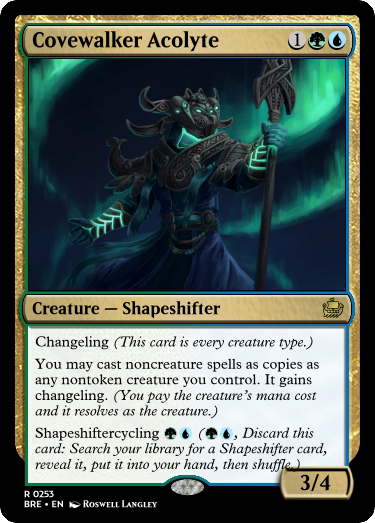 Covewalker Acolyte 1
Creature — Shapeshifter
Changeling (This card is every creature type.)
You may cast noncreature spells as copies as
any nontoken creature you control. It gains
changeling. (You pay the creature's mana cost
and it resolves as the creature.)
Shapeshiftercycling (, Discard this
card: Search your library for a Shapeshifter card,
reveal it, put it into your hand, then shuffle.)
3/4
R 0253
BRE • EN Roswell Langley